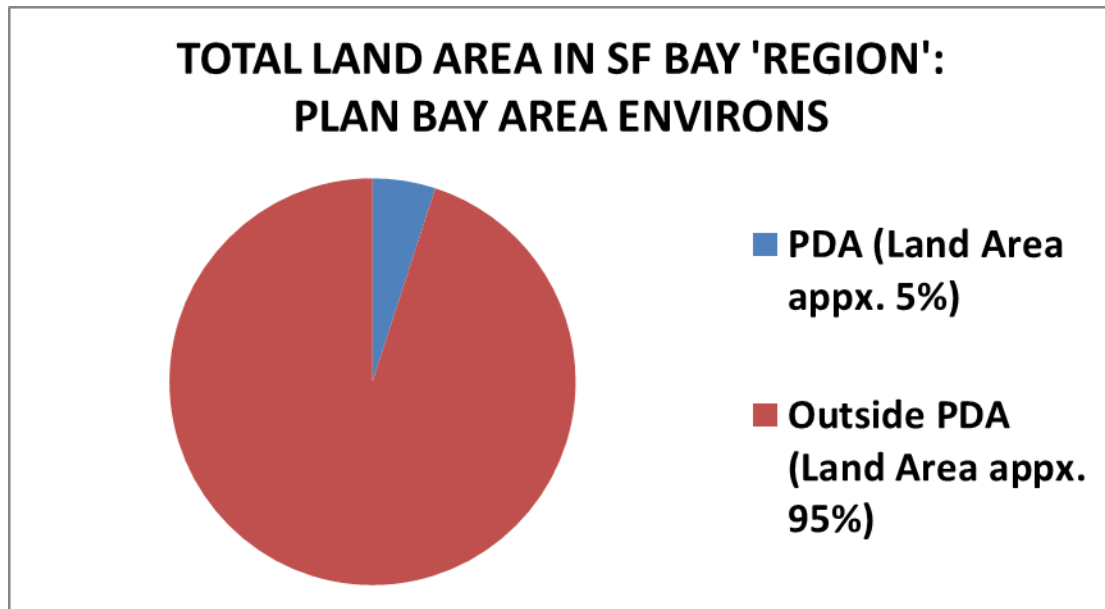 TOTAL LAND AREA IN SF BAY 'REGION':
PLAN BAY AREA ENVIRONS
PDA (Land Area
appx. 5%)
Outside PDA
(Land Area appx.
95%)